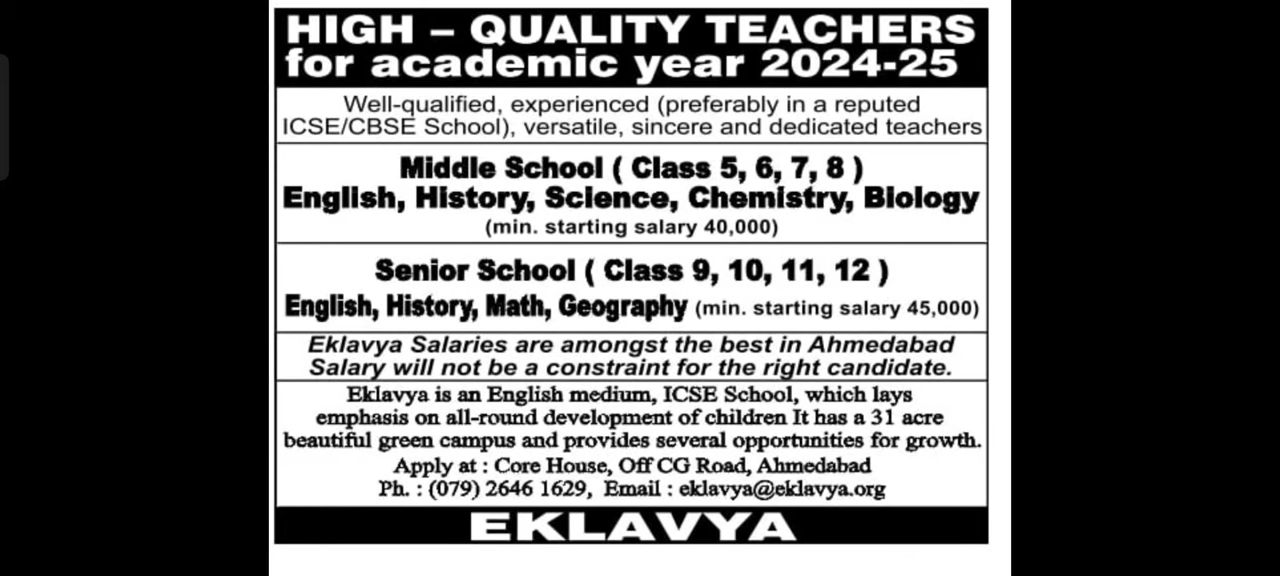 HIGH – QUALITY TEACHERS
for academic year 2024-25
Well-qualified, experienced (preferably in a reputed
ICSE/CBSE School), versatile, sincere and dedicated teachers
Middle School ( Class 5, 6, 7, 8 )
English, History, Science, Chemistry, Biology
(min. starting salary 40,000)
Senior School ( Class 9, 10, 11, 12 )
English, History, Math, Geography (min. starting salary 45,000)
Eklavya Salaries are amongst the best in Ahmedabad
Salary will not be a constraint for the right candidate.
Eklavya is an English medium, ICSE School, which lays
emphasis on all-round development of children It has a 31 acre
beautiful green campus and provides several opportunities for growth.
Apply at : Core House, Off CG Road, Ahmedabad
Ph. : (079) 2646 1629, Email : eklavya@eklavya.org
EKLAVYA